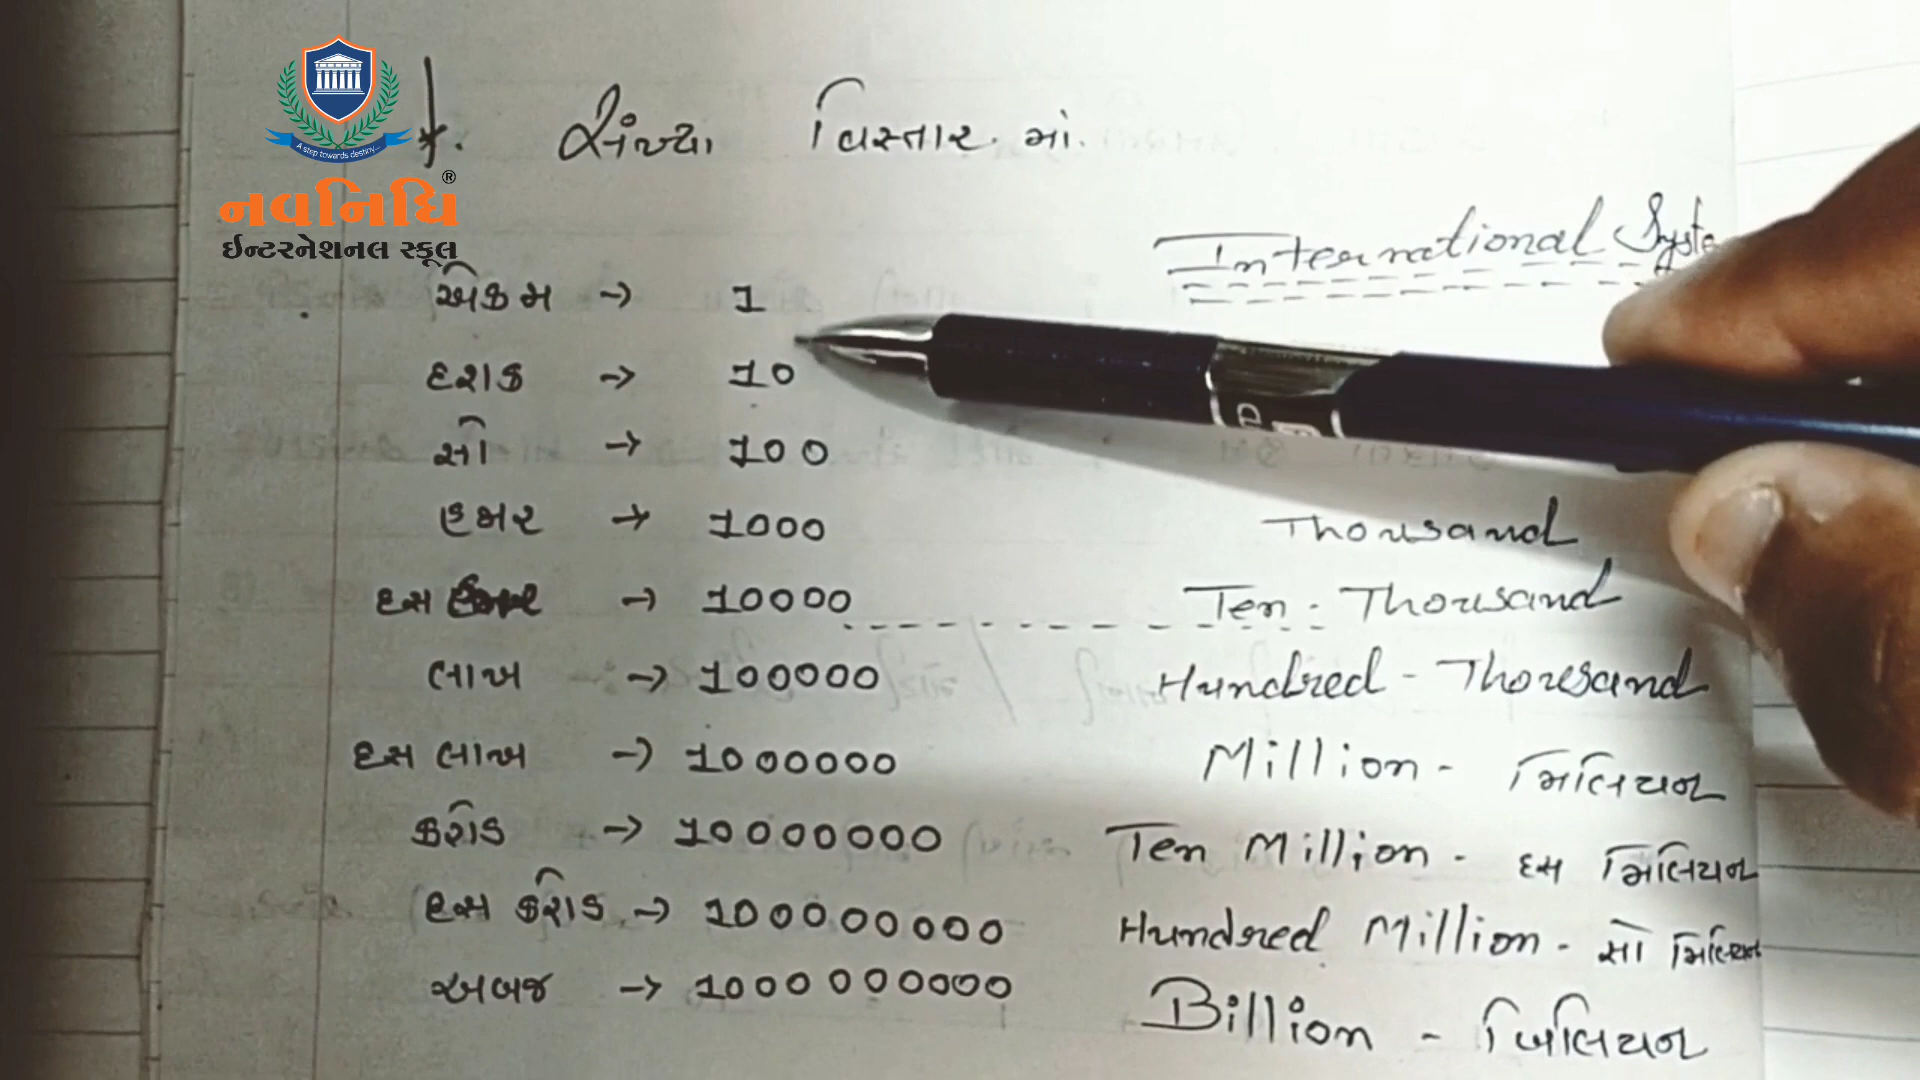 A step towards destiny...
નવનિધિ ®
ઈન્ટરનેશનલ સ્કૂલ
*. સંખ્યા વિસ્તાર માં.
International Syste
એકમ → 1
દશક → 10
સો → 100
હજાર → 1000 Thousand
દસ હજાર → 10000 Ten - Thousand
લાખ → 100000 Hundred - Thousand
દસ લાખ → 1000000 Million - મિલિયન
કરોડ → 10000000 Ten Million - દસ મિલિયન
દસ કરોડ → 100000000 Hundred Million - સો મિલિયન
અબજ → 1000000000 Billion - બિલિયન